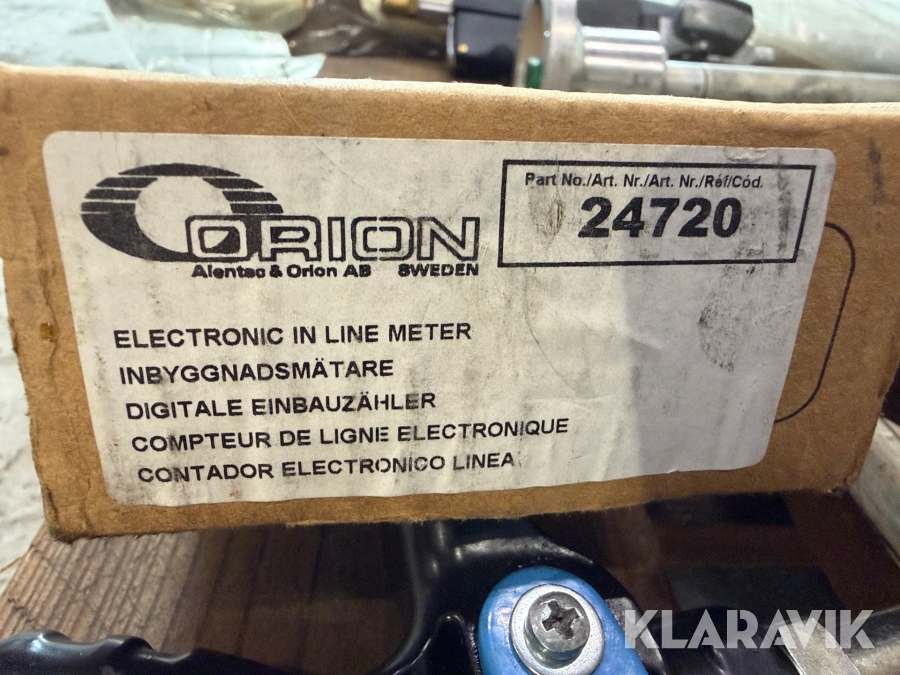 ORION
Alentec & Orion AB SWEDEN
Part No./Art. Nr./Art. Nr./Réf/Cód.
24720
ELECTRONIC IN LINE METER
INBYGGNADSMÄTARE
DIGITALE EINBAUZÄHLER
COMPTEUR DE LIGNE ELECTRONIQUE
CONTADOR ELECTRONICO LINEA
KLARAVIK